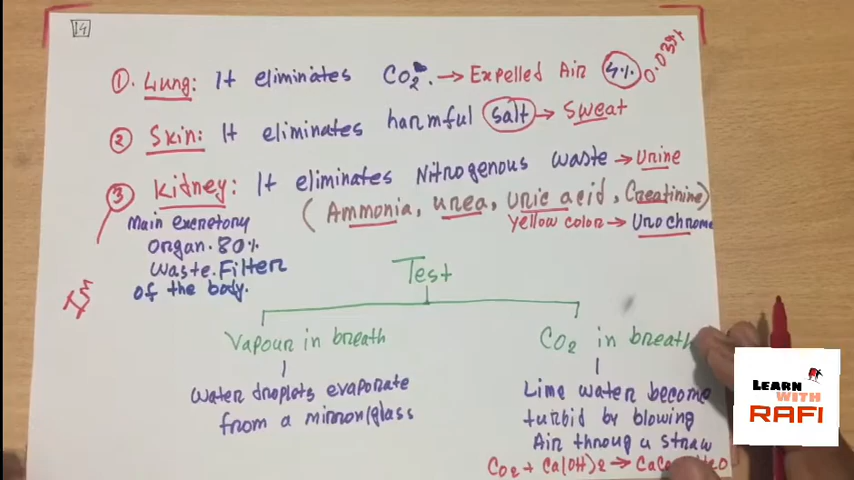 14
① Lung: It eliminates CO2. → Expelled Air 4% 0.03%
② Skin: It eliminates harmful salt → Sweat
③ Kidney: It eliminates Nitrogenous waste → Urine
(Ammonia, urea, Uric acid, Creatinine)
Yellow color → Urochrome
Main excretory
Organ. 80%
Waste. Filter
of the body.
Test
Vapour in breath
Water droplets evaporate
from a mirror/glass
CO2 in breath
Lime water become
turbid by blowing
Air throug a straw
CO2 + Ca(OH)2 →
LEARN
WITH
RAFI